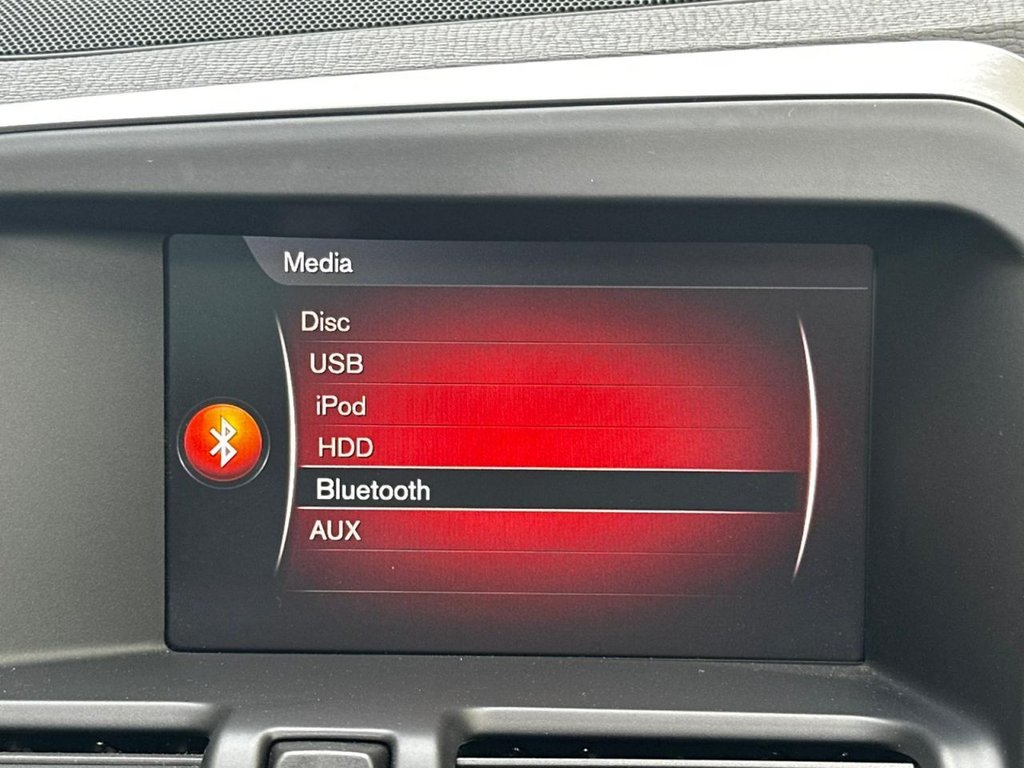 Media
Disc
USB
iPod
HDD
Bluetooth
AUX